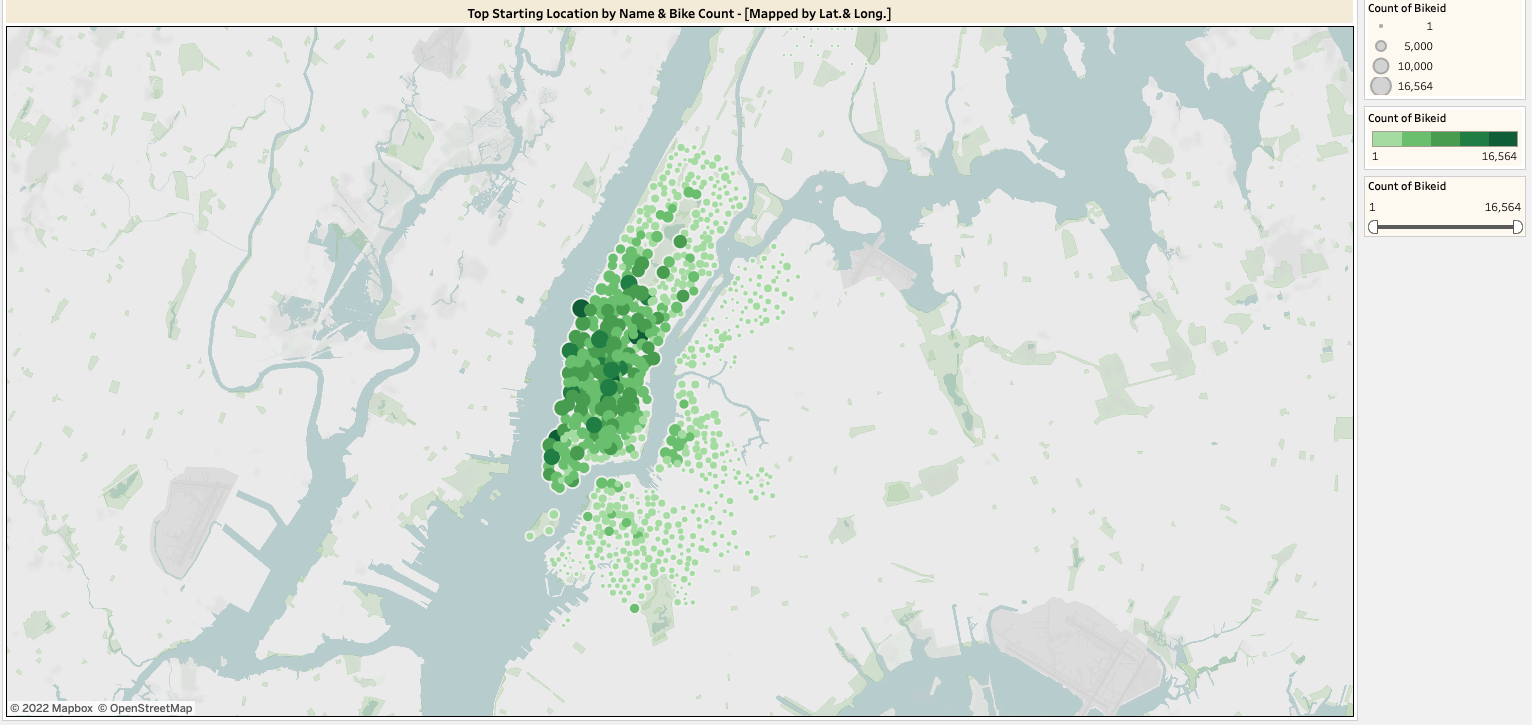 Top Starting Location by Name & Bike Count - [Mapped by Lat.& Long.]
Count of Bikeid
1
5,000
10,000
16,564
Count of Bikeid
1 16,564
Count of Bikeid
1 16,564
© 2022 Mapbox © OpenStreetMap